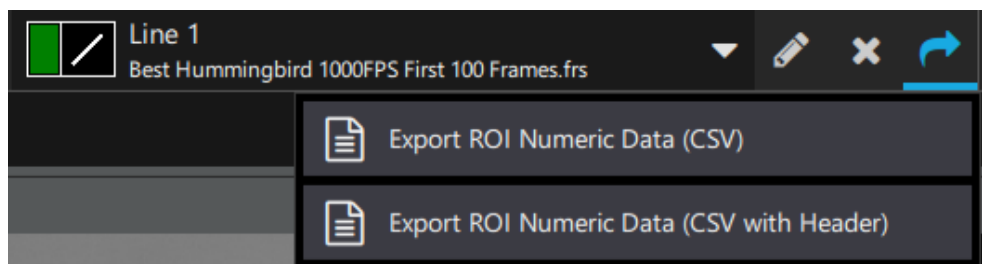 Line 1
Best Hummingbird 1000FPS First 100 Frames.frs
Export ROI Numeric Data (CSV)
Export ROI Numeric Data (CSV with Header)